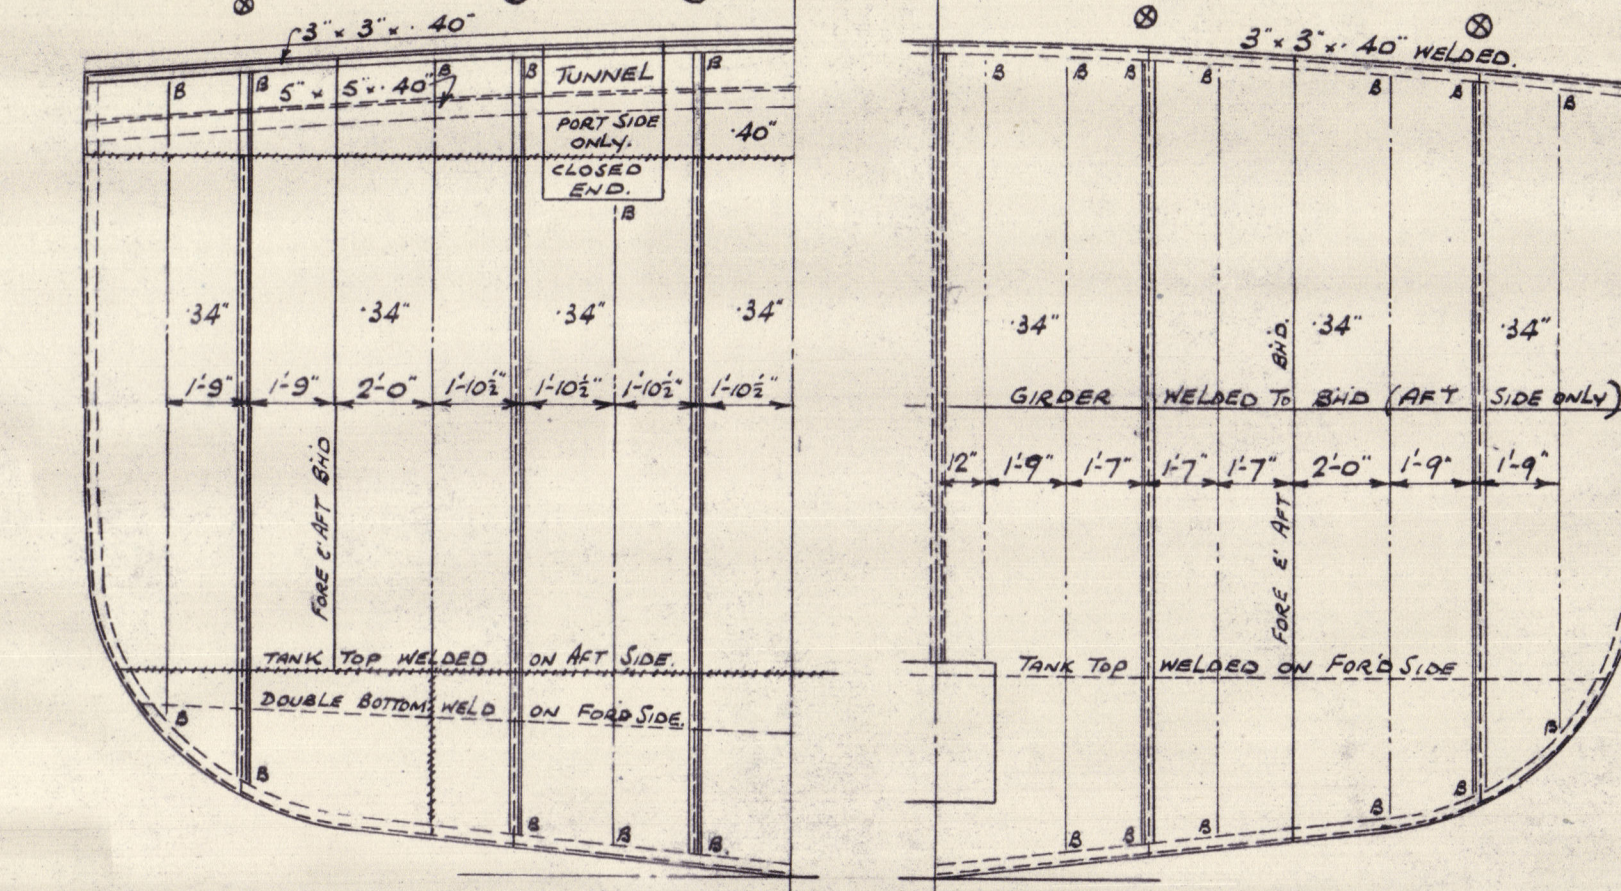 3" x 3" x ·40"
B B 5" x 5" x ·40" B B TUNNEL B
PORT SIDE
ONLY.
·40"
CLOSED
END.
B
·34" ·34" ·34" ·34"
1'-9" 1'-9" 2'-0" 1'-10½" 1'-10½" 1'-10½" 1'-10½"
FORE & AFT BHD
TANK TOP WELDED ON AFT SIDE.
DOUBLE BOTTOM WELD ON FOR'D SIDE.
B
B
B B B.
3" x 3" x ·40" WELDED.
B B B B B B B
·34" ·34" ·34"
GIRDER WELDED TO BHD (AFT SIDE ONLY)
12" 1'-9" 1'-7" 1'-7" 1'-7" 2'-0" 1'-9" 1'-9"
FORE & AFT BHD.
TANK TOP WELDED ON FOR'D SIDE
B
B
B B B B